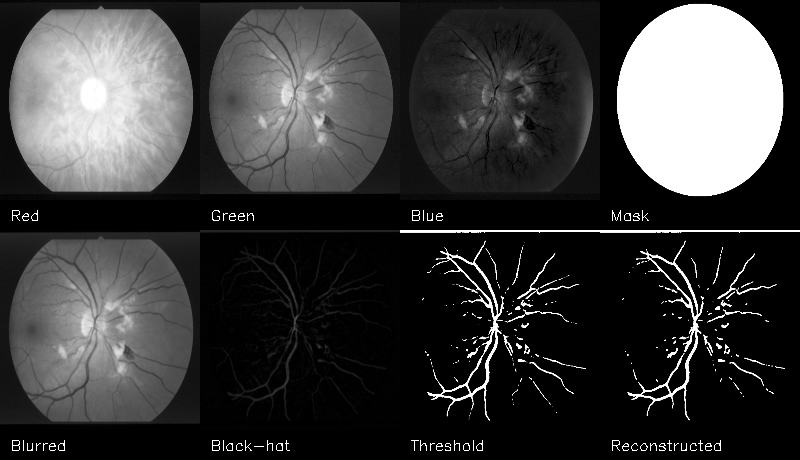 Red
Green
Blue
Mask
Blurred
Black-hat
Threshold
Reconstructed